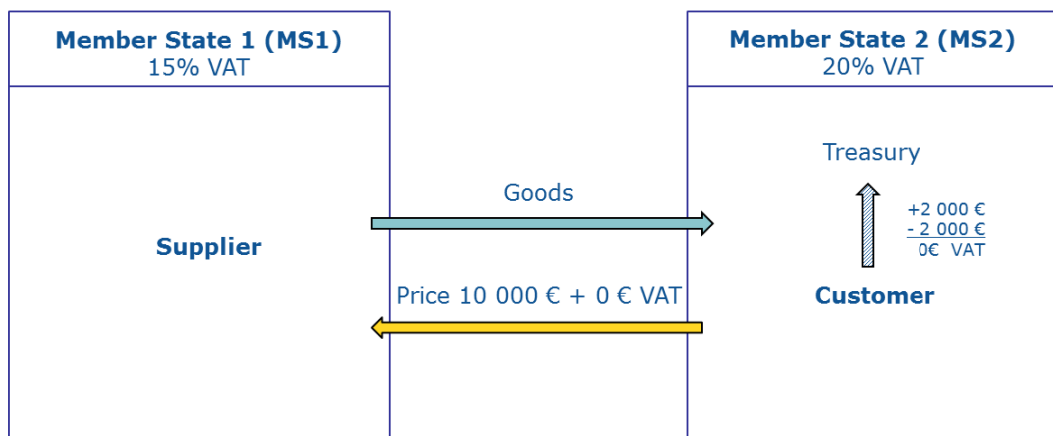 Member State 1 (MS1)
15% VAT
Member State 2 (MS2)
20% VAT
Treasury
Goods
+2 000 €
- 2 000 €
0€ VAT
Supplier
Price 10 000 € + 0 € VAT
Customer